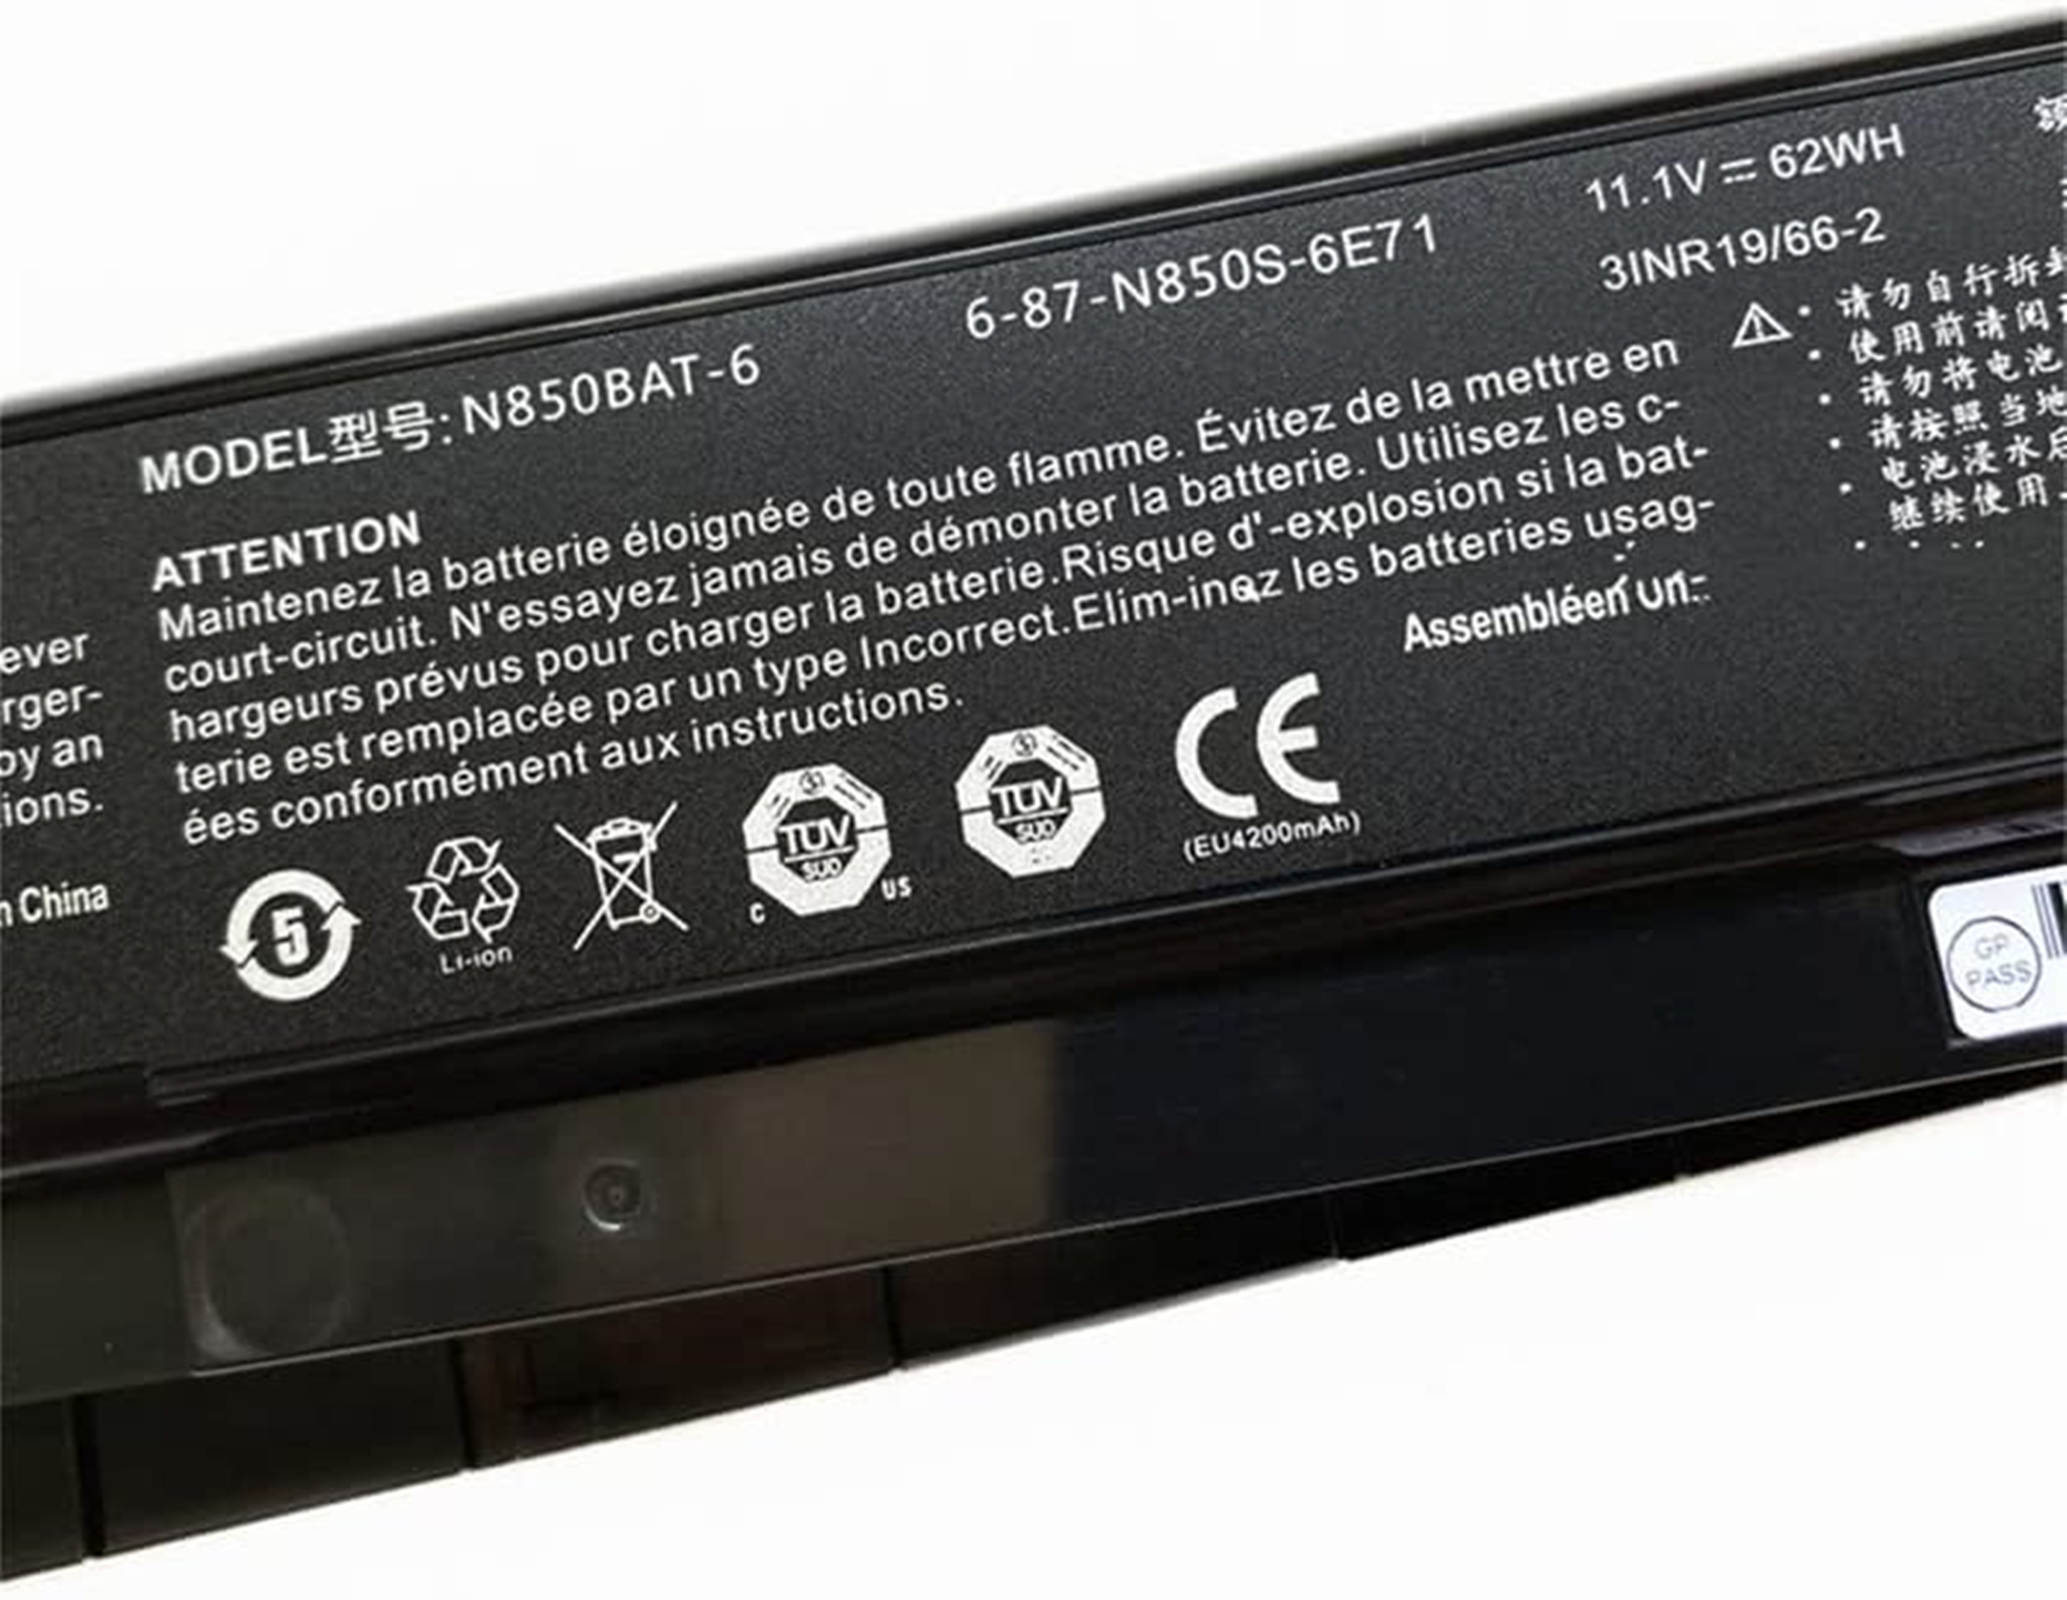 MODEL型号: N850BAT-6
6-87-N850S-6E71
11.1V ⎓ 62WH
3INR19/66-2
ATTENTION
Maintenez la batterie éloignée de toute flamme. Évitez de la mettre en
court-circuit. N'essayez jamais de démonter la batterie. Utilisez les c-
hargeurs prévus pour charger la batterie.Risque d'-explosion si la bat-
terie est remplacée par un type Incorrect.Elim-inez les batteries usag-
ées conformément aux instructions.
Assembléen
ever
rger-
by an
ions.
China
请勿自行拆封
使用前请阅
请勿将电池
请按照当地
电池浸水后
继续使用
5
Li-ion
TÜV
SÜD
C US
TÜV
SÜD
CE
(EU4200mAh)
GP
PASS